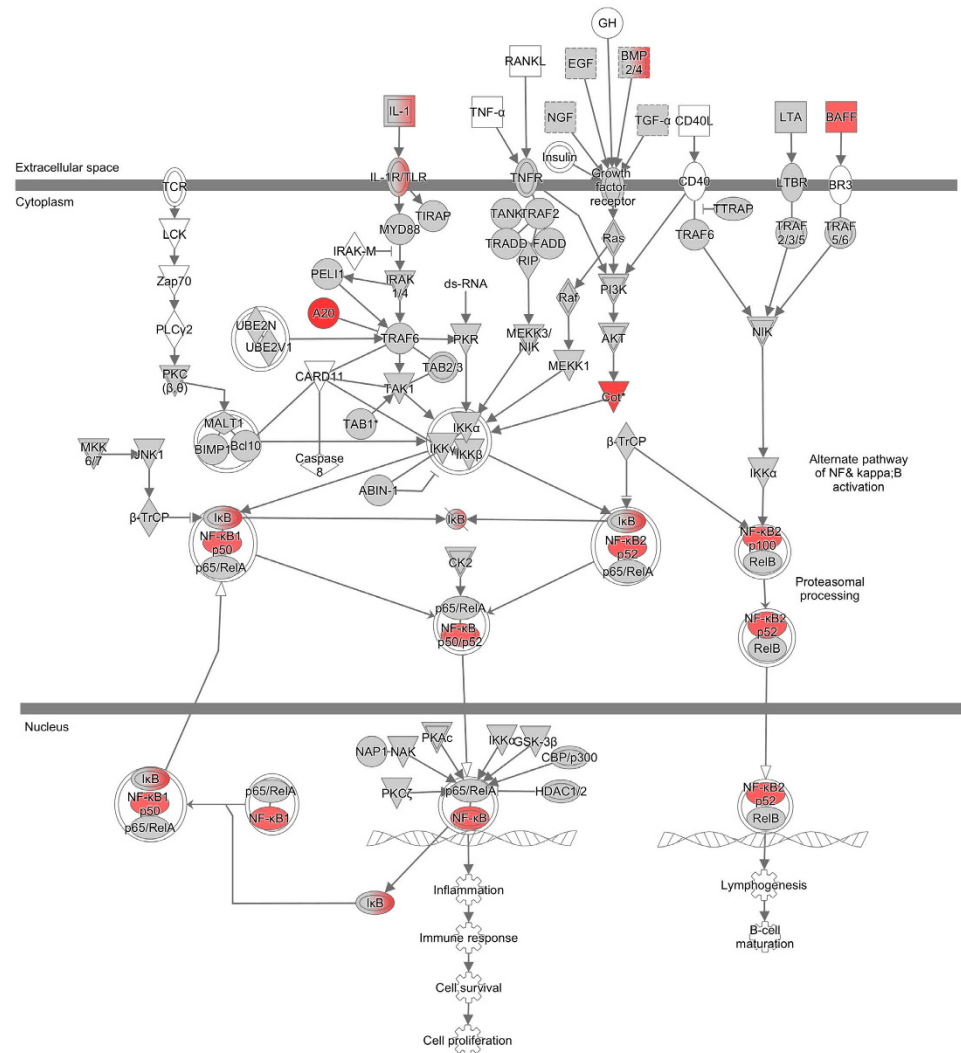 GH
RANKL
EGF
BMP
2/4
IL-1
TNF-α
NGF
TGF-α
CD40L
LTA
BAFF
Insulin
Extracellular space
Cytoplasm
TCR
IL-1R/TLR
TNFR
Growth
factor
receptor
CD40
LTBR
BR3
TIRAP
TANK
TRAF2
TTRAP
LCK
MYD88
TRADD
FADD
Ras
TRAF6
TRAF
2/3/5
TRAF
5/6
IRAK-M
RIP
Zap70
PELI1
IRAK
1/4
ds-RNA
Raf
PI3K
A20
PLCγ2
UBE2N
UBE2V1
TRAF6
PKR
MEKK3/
NIK
AKT
NIK
PKC
(β,θ)
CARD11
TAB2/3
TAK1
MEKK1
Cot*
MALT1
BIMP1
Bcl10
TAB1*
IKKα
IKKγ
IKKβ
β-TrCP
MKK
6/7
JNK1
Caspase
8
ABIN-1
IKKα
Alternate pathway
of NF& kappa;B
activation
β-TrCP
IκB
NF-κB1
p50
p65/RelA
IκB
IκB
NF-κB2
p52
p65/RelA
NF-κB2
p100
RelB
CK2
Proteasomal
processing
p65/RelA
NF-κB
p50/p52
NF-κB2
p52
RelB
Nucleus
PKAc
NAP1
NAK
IKKα
GSK-3β
CBP/p300
IκB
NF-κB1
p50
p65/RelA
p65/RelA
NF-κB1
PKCζ
p65/RelA
NF-κB
HDAC1/2
NF-κB2
p52
RelB
IκB
Inflammation
Lymphogenesis
Immune response
B-cell
maturation
Cell survival
Cell proliferation